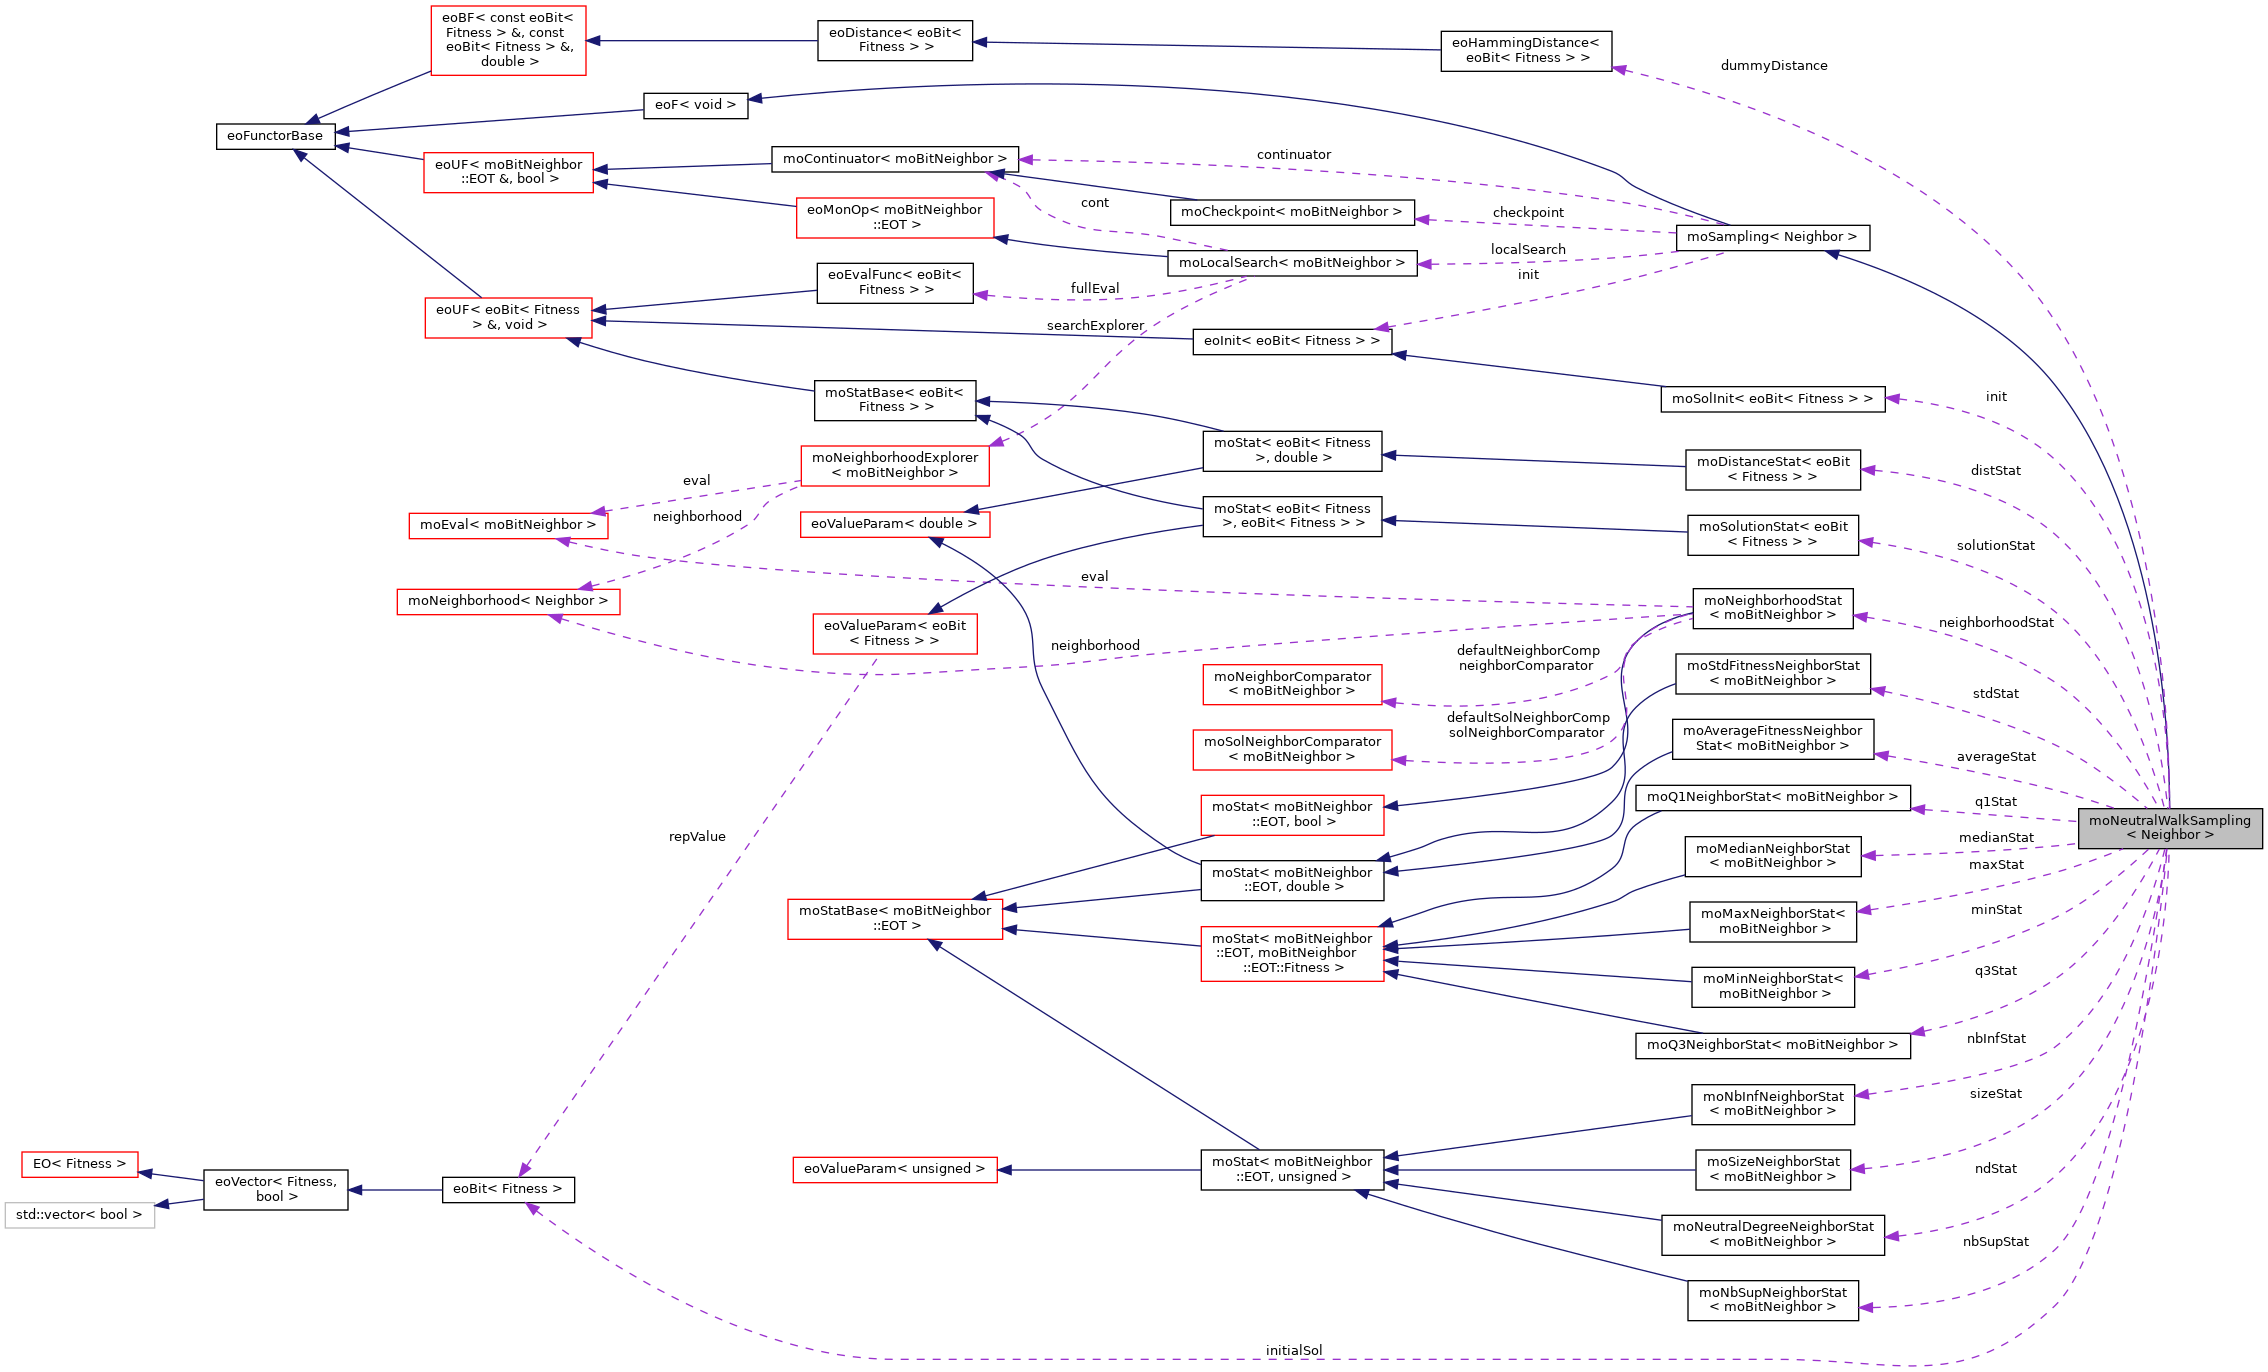 eoBF< const eoBit<
Fitness > &, const
eoBit< Fitness > &,
double >
eoDistance< eoBit<
Fitness > >
eoHammingDistance<
eoBit< Fitness > >
dummyDistance
eoF< void >
eoFunctorBase
eoUF< moBitNeighbor
::EOT &, bool >
moContinuator< moBitNeighbor >
continuator
eoMonOp< moBitNeighbor
::EOT >
cont
moCheckpoint< moBitNeighbor >
checkpoint
moSampling< Neighbor >
moLocalSearch< moBitNeighbor >
localSearch
init
eoEvalFunc< eoBit<
Fitness > >
fullEval
eoUF< eoBit< Fitness
> &, void >
searchExplorer
eoInit< eoBit< Fitness > >
moStatBase< eoBit<
Fitness > >
moSolInit< eoBit< Fitness > >
init
moStat< eoBit< Fitness
>, double >
moNeighborhoodExplorer
< moBitNeighbor >
moDistanceStat< eoBit
< Fitness > >
distStat
eval
neighborhood
moEval< moBitNeighbor >
eoValueParam< double >
moStat< eoBit< Fitness
>, eoBit< Fitness > >
moSolutionStat< eoBit
< Fitness > >
solutionStat
eval
moNeighborhood< Neighbor >
moNeighborhoodStat
< moBitNeighbor >
neighborhoodStat
eoValueParam< eoBit
< Fitness > >
neighborhood
defaultNeighborComp
neighborComparator
moNeighborComparator
< moBitNeighbor >
moStdFitnessNeighborStat
< moBitNeighbor >
stdStat
defaultSolNeighborComp
solNeighborComparator
moSolNeighborComparator
< moBitNeighbor >
moAverageFitnessNeighbor
Stat< moBitNeighbor >
averageStat
moStat< moBitNeighbor
::EOT, bool >
moQ1NeighborStat< moBitNeighbor >
q1Stat
moNeutralWalkSampling
< Neighbor >
repValue
moMedianNeighborStat
< moBitNeighbor >
medianStat
maxStat
moStat< moBitNeighbor
::EOT, double >
moStatBase< moBitNeighbor
::EOT >
moMaxNeighborStat<
moBitNeighbor >
minStat
moStat< moBitNeighbor
::EOT, moBitNeighbor
::EOT::Fitness >
moMinNeighborStat<
moBitNeighbor >
q3Stat
moQ3NeighborStat< moBitNeighbor >
nbInfStat
moNbInfNeighborStat
< moBitNeighbor >
sizeStat
EO< Fitness >
eoVector< Fitness,
bool >
std::vector< bool >
eoBit< Fitness >
eoValueParam< unsigned >
moStat< moBitNeighbor
::EOT, unsigned >
moSizeNeighborStat
< moBitNeighbor >
ndStat
moNeutralDegreeNeighborStat
< moBitNeighbor >
nbSupStat
moNbSupNeighborStat
< moBitNeighbor >
initialSol